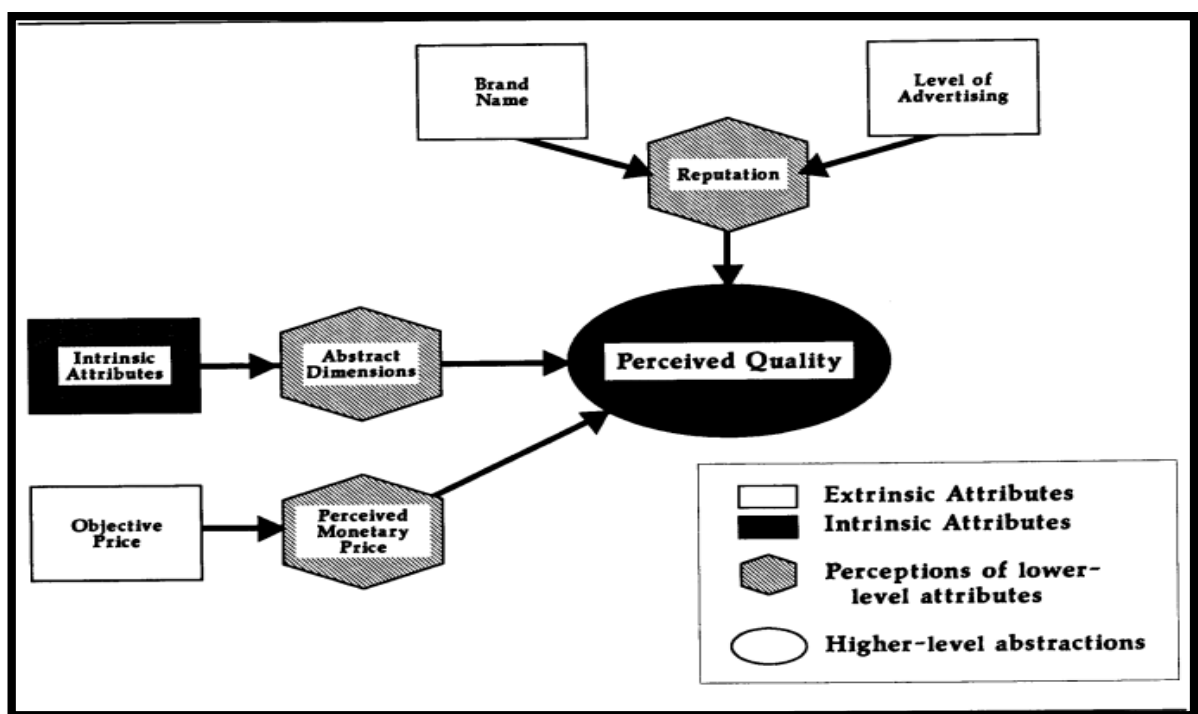 Brand
Name
Level of
Advertising
Reputation
Intrinsic
Attributes
Abstract
Dimensions
Perceived Quality
Objective
Price
Perceived
Monetary
Price
Extrinsic Attributes
Intrinsic Attributes
Perceptions of lower-
level attributes
Higher-level abstractions